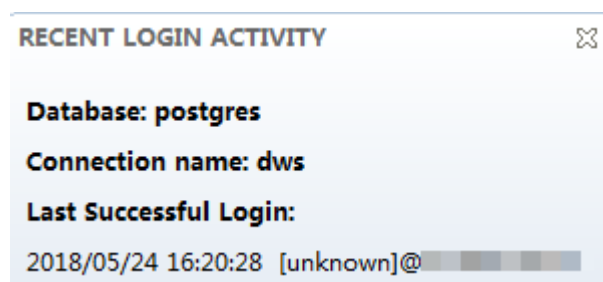 RECENT LOGIN ACTIVITY
Database: postgres
Connection name: dws
Last Successful Login:
2018/05/24 16:20:28 [unknown]@